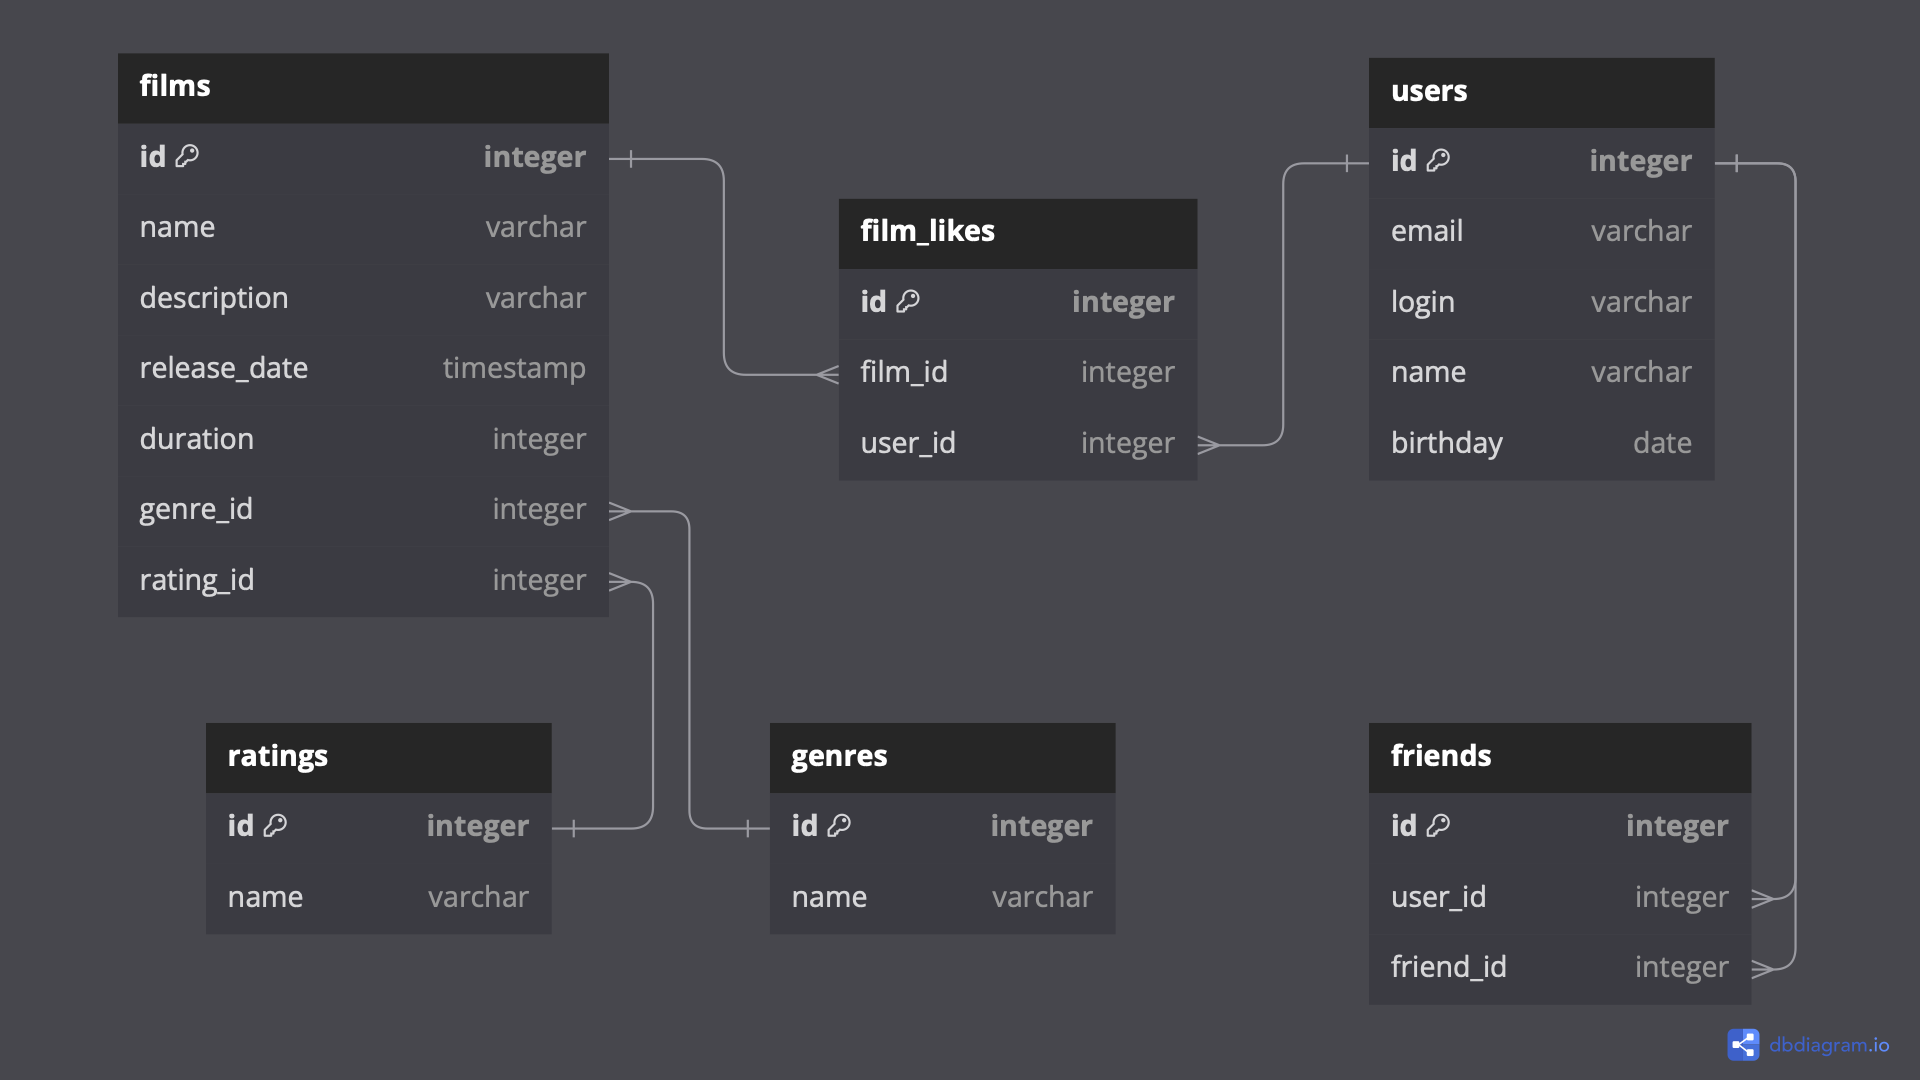 films
id integer
name varchar
description varchar
release_date timestamp
duration integer
genre_id integer
rating_id integer
film_likes
id integer
film_id integer
user_id integer
users
id integer
email varchar
login varchar
name varchar
birthday date
ratings
id integer
name varchar
genres
id integer
name varchar
friends
id integer
user_id integer
friend_id integer
dbdiagram.io